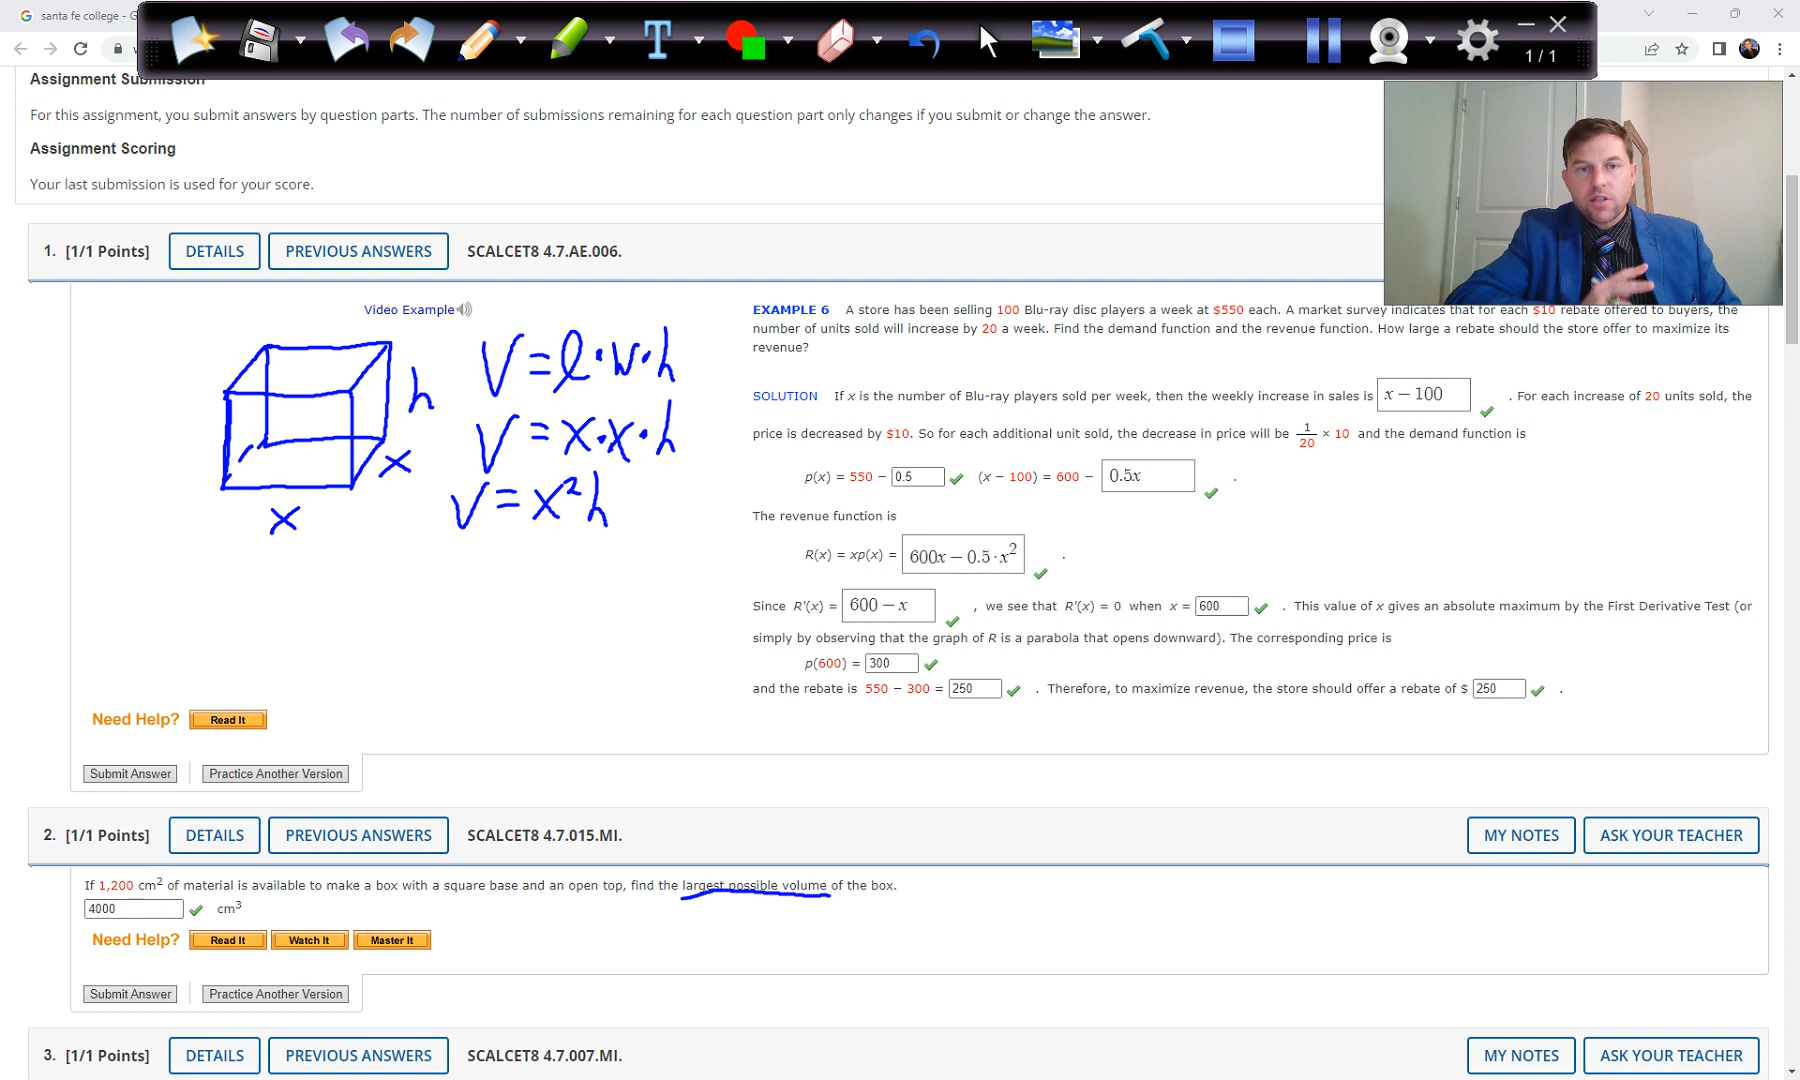 santa fe college - G
1 / 1
Assignment Submission
For this assignment, you submit answers by question parts. The number of submissions remaining for each question part only changes if you submit or change the answer.
Assignment Scoring
Your last submission is used for your score.
1. [1/1 Points] DETAILS PREVIOUS ANSWERS SCALCET8 4.7.AE.006.
Video Example
h
x
x
V = l · w · h
V = x · x · h
V = x² h
EXAMPLE 6 A store has been selling 100 Blu-ray disc players a week at $550 each. A market survey indicates that for each $10 rebate offered to buyers, the
number of units sold will increase by 20 a week. Find the demand function and the revenue function. How large a rebate should the store offer to maximize its
revenue?
SOLUTION If x is the number of Blu-ray players sold per week, then the weekly increase in sales is x − 100 . For each increase of 20 units sold, the
price is decreased by $10. So for each additional unit sold, the decrease in price will be 1/20 × 10 and the demand function is
p(x) = 550 − 0.5 (x − 100) = 600 − 0.5x .
The revenue function is
R(x) = xp(x) = 600x − 0.5·x² .
Since R′(x) = 600 − x , we see that R′(x) = 0 when x = 600 . This value of x gives an absolute maximum by the First Derivative Test (or
simply by observing that the graph of R is a parabola that opens downward). The corresponding price is
p(600) = 300
and the rebate is 550 − 300 = 250 . Therefore, to maximize revenue, the store should offer a rebate of $ 250 .
Need Help? Read It
Submit Answer Practice Another Version
2. [1/1 Points] DETAILS PREVIOUS ANSWERS SCALCET8 4.7.015.MI. MY NOTES ASK YOUR TEACHER
If 1,200 cm² of material is available to make a box with a square base and an open top, find the largest possible volume of the box.
4000 cm³
Need Help? Read It Watch It Master It
Submit Answer Practice Another Version
3. [1/1 Points] DETAILS PREVIOUS ANSWERS SCALCET8 4.7.007.MI. MY NOTES ASK YOUR TEACHER